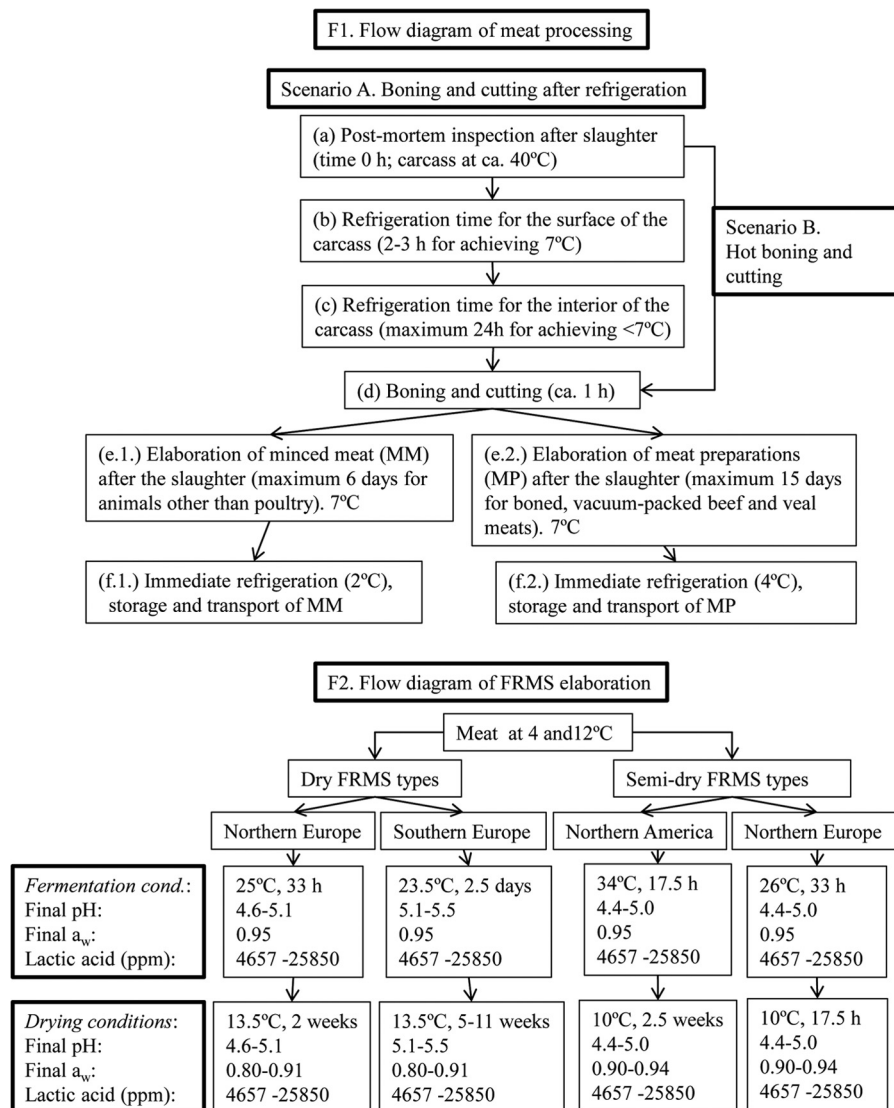 F1. Flow diagram of meat processing
Scenario A. Boning and cutting after refrigeration
(a) Post-mortem inspection after slaughter
(time 0 h; carcass at ca. 40ºC)
(b) Refrigeration time for the surface of the
carcass (2-3 h for achieving 7ºC)
Scenario B.
Hot boning and
cutting
(c) Refrigeration time for the interior of the
carcass (maximum 24h for achieving <7ºC)
(d) Boning and cutting (ca. 1 h)
(e.1.) Elaboration of minced meat (MM)
after the slaughter (maximum 6 days for
animals other than poultry). 7ºC
(e.2.) Elaboration of meat preparations
(MP) after the slaughter (maximum 15 days
for boned, vacuum-packed beef and veal
meats). 7ºC
(f.1.) Immediate refrigeration (2ºC),
storage and transport of MM
(f.2.) Immediate refrigeration (4ºC),
storage and transport of MP
F2. Flow diagram of FRMS elaboration
Meat at 4 and12ºC
Dry FRMS types
Semi-dry FRMS types
Northern Europe
Southern Europe
Northern America
Northern Europe
Fermentation cond.:
Final pH:
Final aw:
Lactic acid (ppm):
25ºC, 33 h
4.6-5.1
0.95
4657 -25850
23.5ºC, 2.5 days
5.1-5.5
0.95
4657 -25850
34ºC, 17.5 h
4.4-5.0
0.95
4657 -25850
26ºC, 33 h
4.4-5.0
0.95
4657 -25850
Drying conditions:
Final pH:
Final aw:
Lactic acid (ppm):
13.5ºC, 2 weeks
4.6-5.1
0.80-0.91
4657 -25850
13.5ºC, 5-11 weeks
5.1-5.5
0.80-0.91
4657 -25850
10ºC, 2.5 weeks
4.4-5.0
0.90-0.94
4657 -25850
10ºC, 17.5 h
4.4-5.0
0.90-0.94
4657 -25850